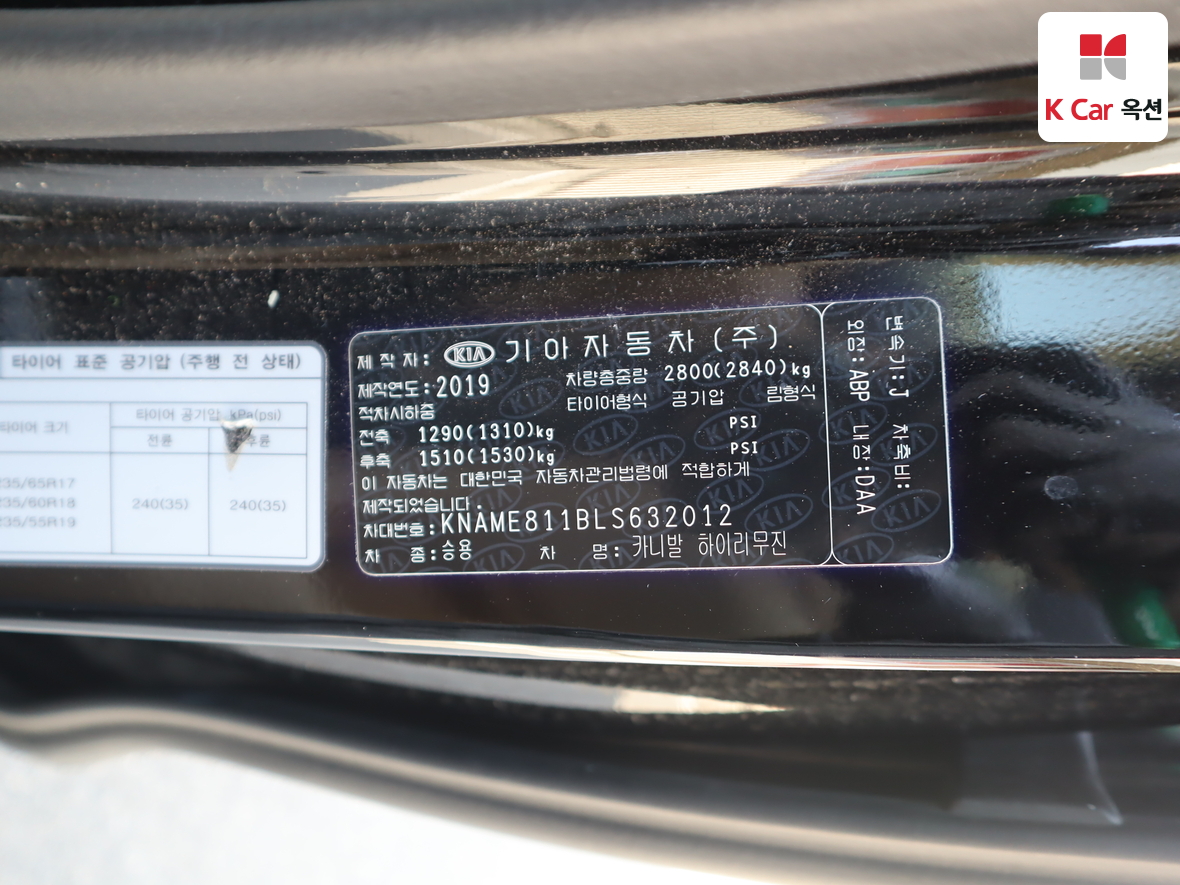 K Car 옥션
타이어 표준 공기압 (주행 전 상태)
타이어 크기
타이어 공기압 kPa(psi)
전륜
후륜
235/65R17
235/60R18
235/55R19
240(35)
240(35)
제 작 자: KIA 기아자동차(주).
제작연도:2019 차량총중량 2800(2840)kg
적차시하중 타이어형식 공기압 림형식
전축 1290(1310)kg PSI
후축 1510(1530)kg PSI
이 자동차는 대한민국 자동차관리법령에 적합하게
제작되었습니다.
차대번호:KNAME811BLS632012
차 종:승용 차 명:카니발 하이리무진
변속기:J 차축비:
외장:ABP 내장:DAA